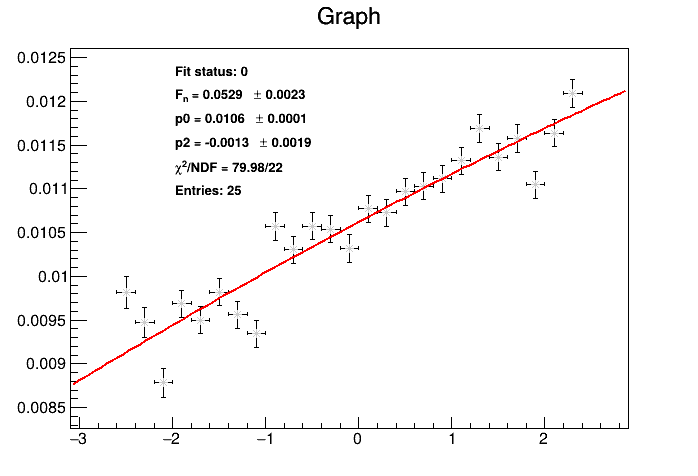 Graph
Fit status: 0
Fn = 0.0529 ± 0.0023
p0 = 0.0106 ± 0.0001
p2 = -0.0013 ± 0.0019
χ²/NDF = 79.98/22
Entries: 25
0.0125
0.012
0.0115
0.011
0.0105
0.01
0.0095
0.009
0.0085
−3 −2 −1 0 1 2